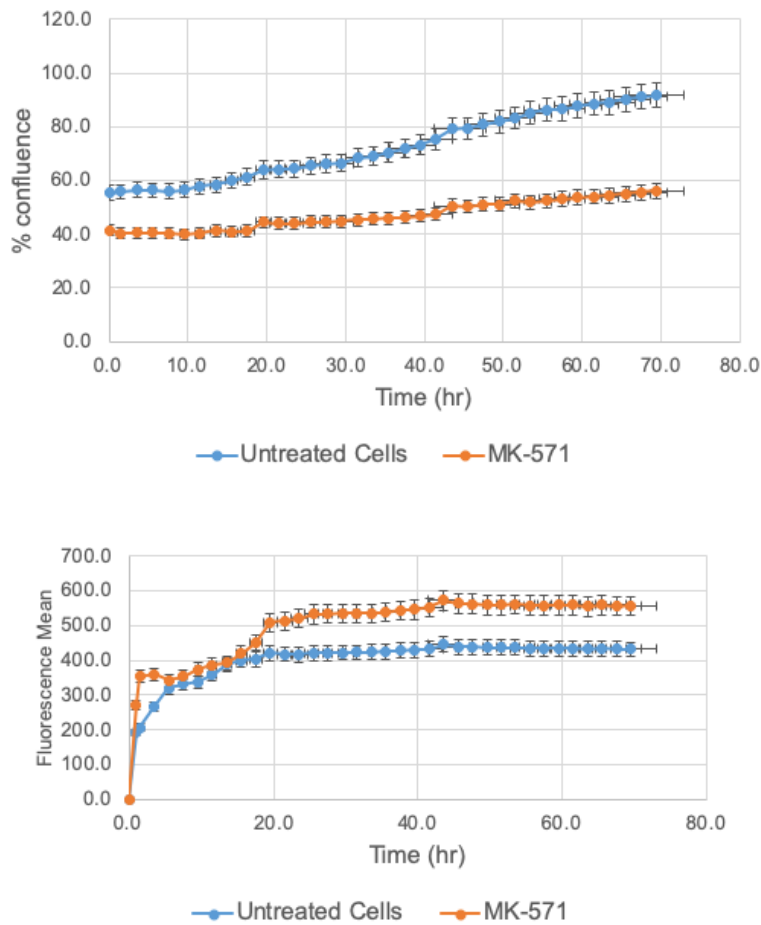 120.0
100.0
80.0
60.0
40.0
20.0
0.0
% confluence
0.0 10.0 20.0 30.0 40.0 50.0 60.0 70.0 80.0
Time (hr)
Untreated Cells MK-571
700.0
600.0
500.0
400.0
300.0
200.0
100.0
0.0
Fluorescence Mean
0.0 20.0 40.0 60.0 80.0
Time (hr)
Untreated Cells MK-571